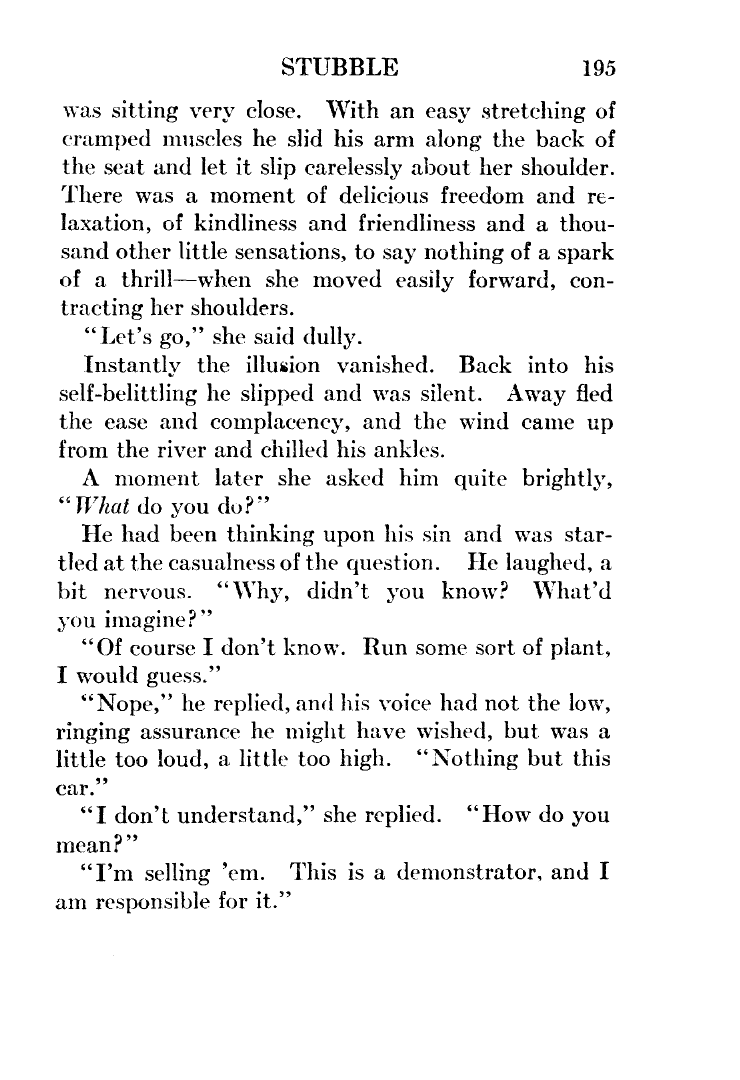 STUBBLE 195
was sitting very close. With an easy stretching of
cramped muscles he slid his arm along the back of
the seat and let it slip carelessly about her shoulder.
There was a moment of delicious freedom and re-
laxation, of kindliness and friendliness and a thou-
sand other little sensations, to say nothing of a spark
of a thrill—when she moved easily forward, con-
tracting her shoulders.
“Let’s go,” she said dully.
Instantly the illusion vanished. Back into his
self-belittling he slipped and was silent. Away fled
the ease and complacency, and the wind came up
from the river and chilled his ankles.
A moment later she asked him quite brightly,
“What do you do?”
He had been thinking upon his sin and was star-
tled at the casualness of the question. He laughed, a
bit nervous. “Why, didn’t you know? What’d
you imagine?”
“Of course I don’t know. Run some sort of plant,
I would guess.”
“Nope,” he replied, and his voice had not the low,
ringing assurance he might have wished, but was a
little too loud, a little too high. “Nothing but this
car.”
“I don’t understand,” she replied. “How do you
mean?”
“I’m selling ’em. This is a demonstrator, and I
am responsible for it.”